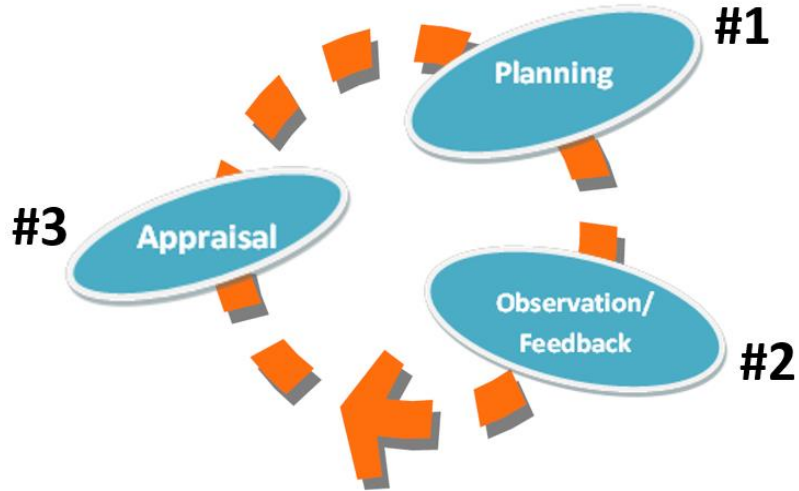 #1
Planning
#2
Observation/
Feedback
#3
Appraisal